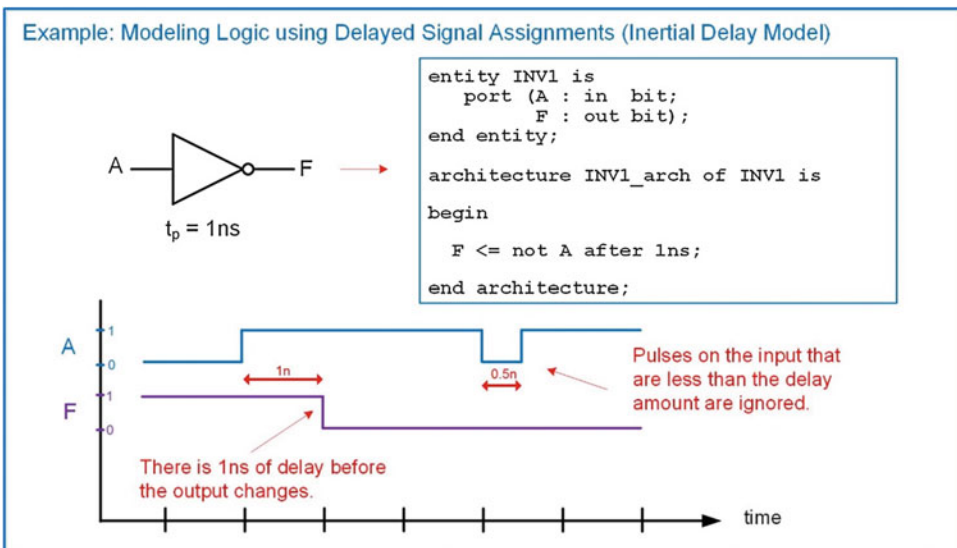 Example: Modeling Logic using Delayed Signal Assignments (Inertial Delay Model)
entity INV1 is
port (A : in bit;
F : out bit);
end entity;
architecture INV1_arch of INV1 is
begin
F <= not A after 1ns;
end architecture;
A
F
tp = 1ns
A
1
0
1n
0.5n
Pulses on the input that
are less than the delay
amount are ignored.
F
1
0
There is 1ns of delay before
the output changes.
time